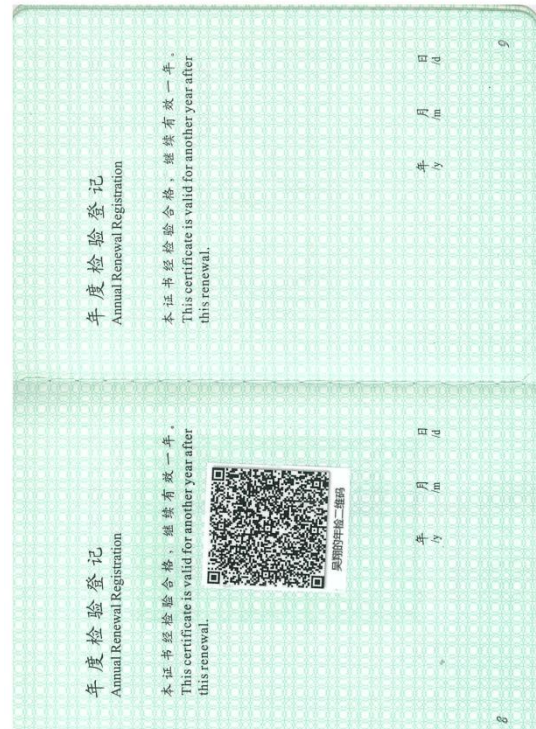 年度检验登记
Annual Renewal Registration
本证书经检验合格，继续有效一年。
This certificate is valid for another year after
this renewal.
吴翔的年检二维码
年 月 日
/y /m /d
8
年度检验登记
Annual Renewal Registration
本证书经检验合格，继续有效一年。
This certificate is valid for another year after
this renewal.
年 月 日
/y /m /d
9